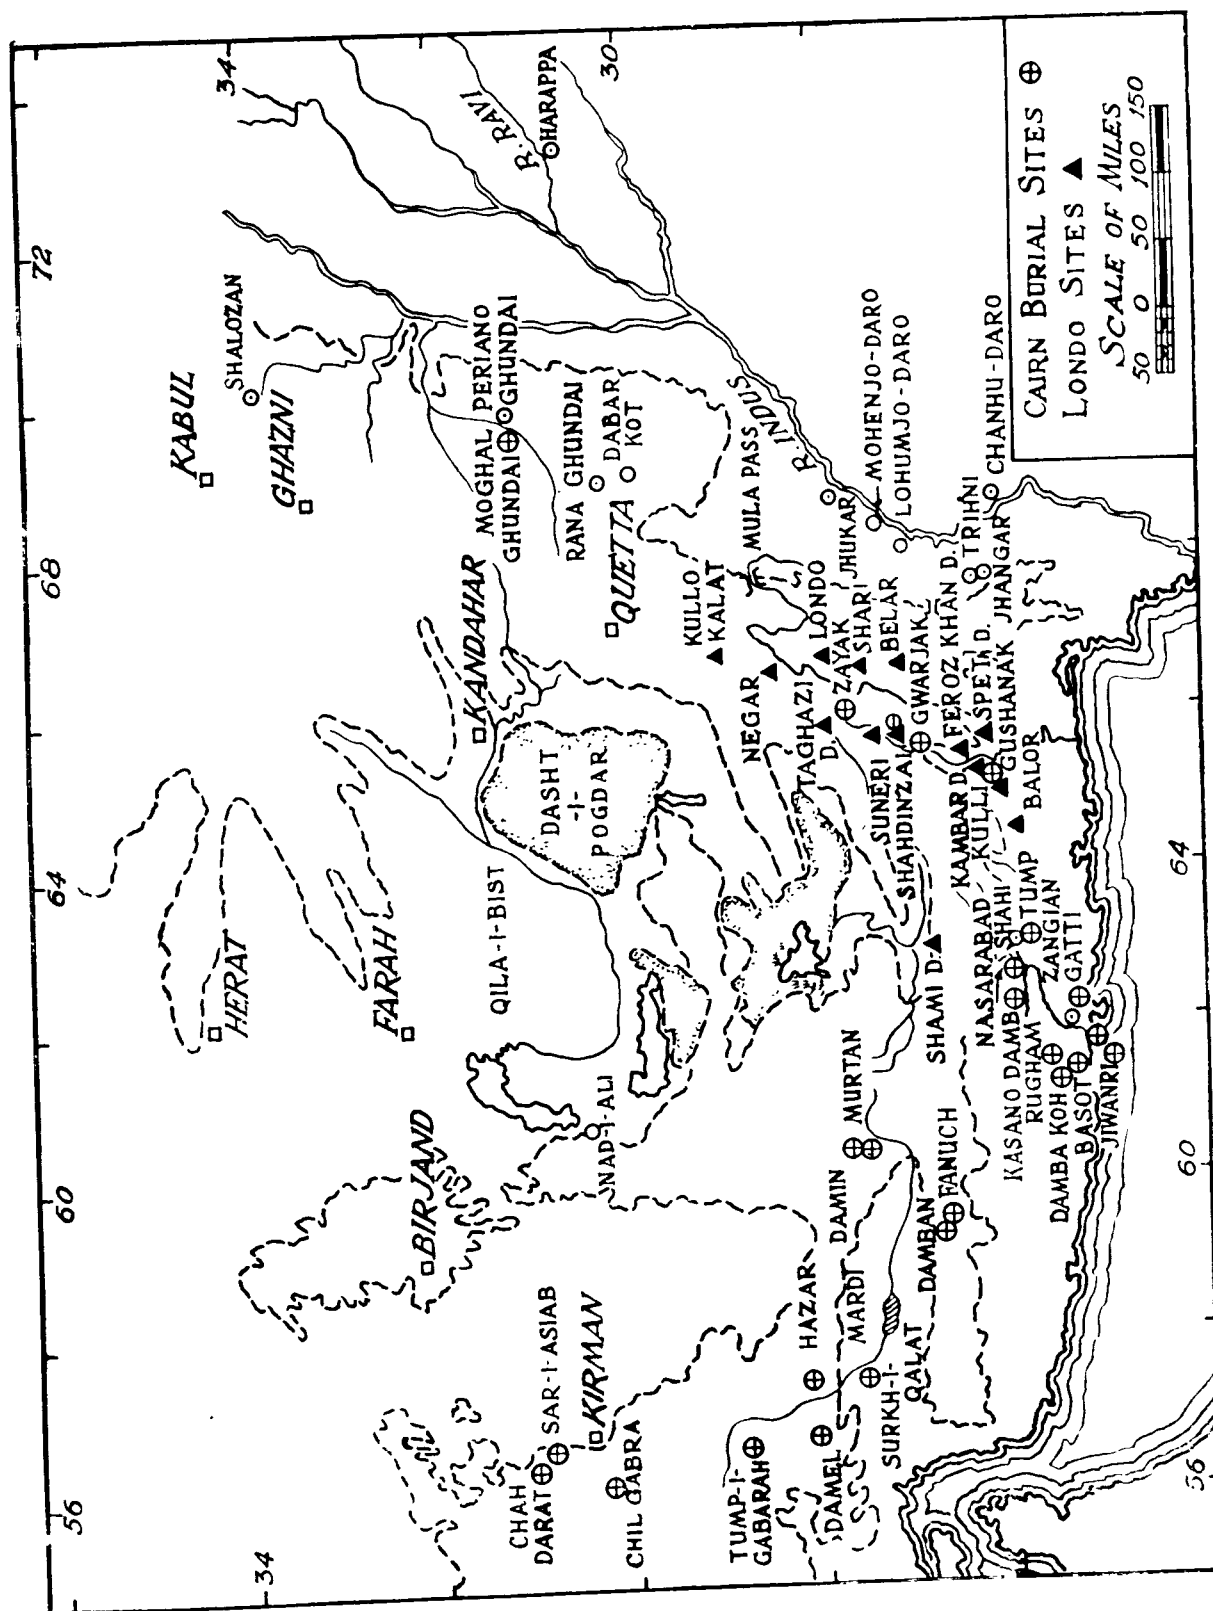 72
68
64
60
56
34
30
34
KABUL
SHALOZAN
GHAZNI
R. RAVI
HARAPPA
HERAT
FARAH
KANDAHAR
MOGHAL
GHUNDAI
PERIANO
GHUNDAI
RANA GHUNDAI
DABAR
KOT
QUETTA
QILA-I-BIST
DASHT
-I-
POGDAR
BIRJAND
NAD-I-ALI
KULLO
KALAT
MULA PASS
R. INDUS
MOHENJO-DARO
LOHUMJO-DARO
CHANHU-DARO
NEGAR
LONDO
JHUKAR
TAGHAZI
D.
ZAYAK
SHARI
BELAR
SUNERI
SHAHDINZAI
GWARJAK
FEROZ KHAN D.
TRIHNI
KAMBAR D.
SPET D.
JHANGAR
KULLI
GUSHANAK
BALOR
SHAMI D.
NASARABAD
SHAHI
TUMP
KASANO DAMB
RUGHAM
ZANGIAN
GATTI
DAMBA KOH
BASOT
JIWANRI
MURTAN
DAMIN
FANUCH
DAMBAN
CHAH
DARAT
SAR-I-ASIAB
KIRMAN
CHIL GABRA
HAZAR
MARDI
TUMP-I-
GABARAH
DAMEL
SURKH-I-
QALAT
CAIRN BURIAL SITES
LONDO SITES
SCALE OF MILES
50 0 50 100 150
64
60
56